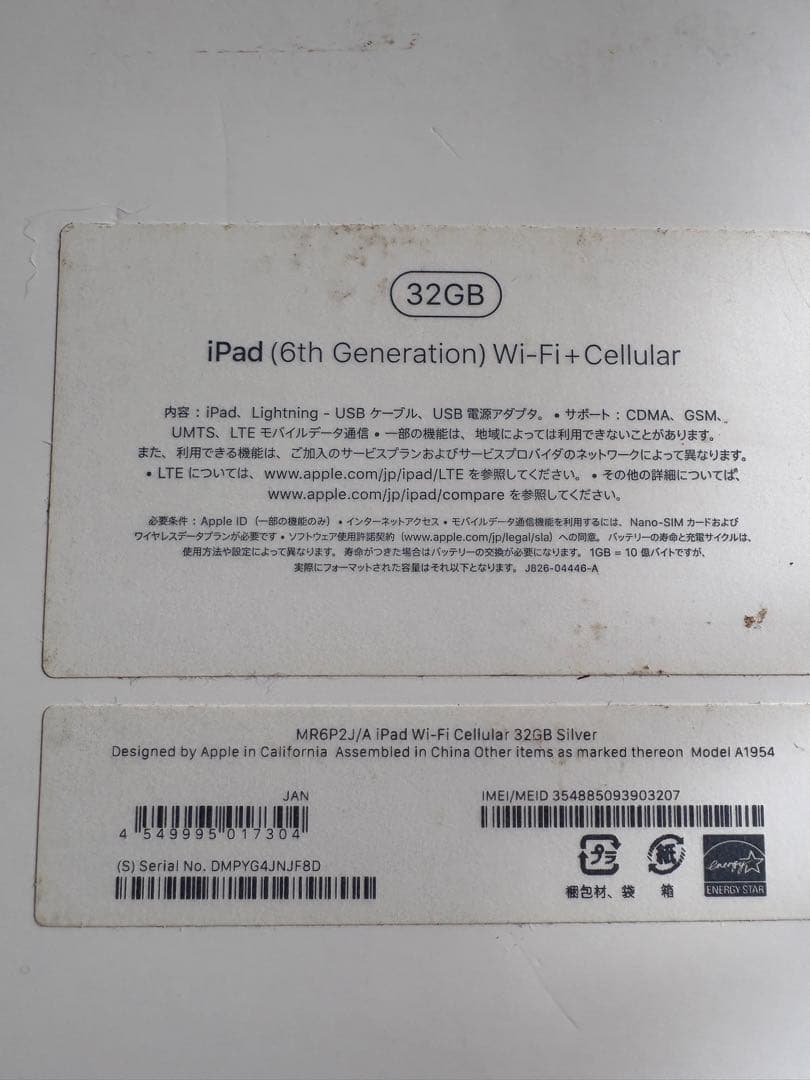 32GB
iPad (6th Generation) Wi-Fi + Cellular
内容：iPad、Lightning - USB ケーブル、USB 電源アダプタ。• サポート：CDMA、GSM、
UMTS、LTE モバイルデータ通信 • 一部の機能は、地域によっては利用できないことがあります。
また、利用できる機能は、ご加入のサービスプランおよびサービスプロバイダのネットワークによって異なります。
• LTE については、www.apple.com/jp/ipad/LTE を参照してください。• その他の詳細については、
www.apple.com/jp/ipad/compare を参照してください。
必要条件：Apple ID（一部の機能のみ）• インターネットアクセス • モバイルデータ通信機能を利用するには、Nano-SIM カードおよび
ワイヤレスデータプランが必要です • ソフトウェア使用許諾契約（www.apple.com/jp/legal/sla）への同意。バッテリーの寿命と充電サイクルは、
使用方法や設定によって異なります。寿命がつきた場合はバッテリーの交換が必要になります。1GB = 10 億バイトですが、
実際にフォーマットされた容量はそれ以下となります。J826-04446-A
MR6P2J/A iPad Wi-Fi Cellular 32GB Silver
Designed by Apple in California Assembled in China Other items as marked thereon Model A1954
JAN
4 549995 017304
IMEI/MEID 354885093903207
(S) Serial No. DMPYG4JNJF8D
プラ
紙
energy
ENERGY STAR
梱包材、袋
箱